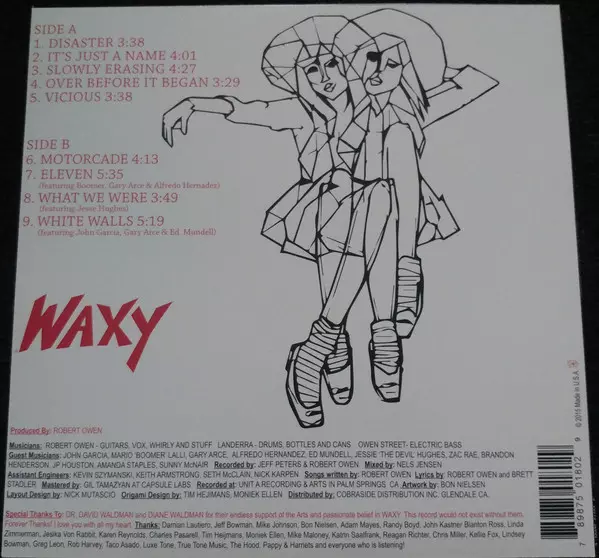 SIDE A
1. DISASTER 3:38
2. IT'S JUST A NAME 4:01
3. SLOWLY ERASING 4:27
4. OVER BEFORE IT BEGAN 3:29
5. VICIOUS 3:38
SIDE B
6. MOTORCADE 4:13
7. ELEVEN 5:35
(featuring Boomer, Gary Arce & Alfredo Hernadez)
8. WHAT WE WERE 3:49
(featuring Jesse Hughes)
9. WHITE WALLS 5:19
(featuring John Garcia, Gary Arce & Ed. Mundell)
WAXY
Produced By: ROBERT OWEN
Musicians: ROBERT OWEN - GUITARS, VOX, WHIRLY AND STUFF LANDERRA - DRUMS, BOTTLES AND CANS OWEN STREET- ELECTRIC BASS
Guest Musicians: JOHN GARCIA, MARIO 'BOOMER' LALLI, GARY ARCE, ALFREDO HERNANDEZ, ED MUNDELL, JESSIE 'THE DEVIL' HUGHES, ZAC RAE, BRANDON
HENDERSON, JP HOUSTON, AMANDA STAPLES, SUNNY McNAIR Recorded by: JEFF PETERS & ROBERT OWEN Mixed by: NELS JENSEN
Assistant Engineers: KEVIN SZYMANSKI, KEITH ARMSTRONG, SETH McCLAIN, NICK KARPEN Songs written by: ROBERT OWEN Lyrics by: ROBERT OWEN and BRETT
STADLER Mastered by: GIL TAMAZYAN AT CAPSULE LABS Recorded at: UNIT A RECORDING & ART IN PALM SPRINGS, CA. Artwork by: BON NIELSEN
Layout Design by: NICK MUTASCIO Origami Design by: TIM HEIJMANS, MONIEK ELLEN Distributed by: COBRASIDE DISTRIBUTION INC. GLENDALE CA.
Special Thanks To: DR. DAVID WALDMAN and DIANE WALDMAN for their endless support of the Arts and passionate belief in WAXY. This record would not exist without them.
Forever Thankful! I love you with all my heart. Thanks: Damian Lautiero, Jeff Bowman, Mike Johnson, Bon Nielsen, Adam Mayes, Randy Boyd, John Kastner Blanton Ross, Linda
Zimmerman, Jeska Von Rabbit, Karen Reynolds, Charles Pasarell, Tim Heijmans, Moniek Ellen, Mike Maloney, Katrin Saatfrank, Reagan Richter, Chris Miller, Kellie Fox, Lindsey
Bowman, Greg Leon, Rob Harvey, Taco Asiado, Luxe Tone, True Tone Music, The Hood, Pappy & Harriets and everyone who is listening!
© 2015 Made in U.S.A.
7 89875 01802 9